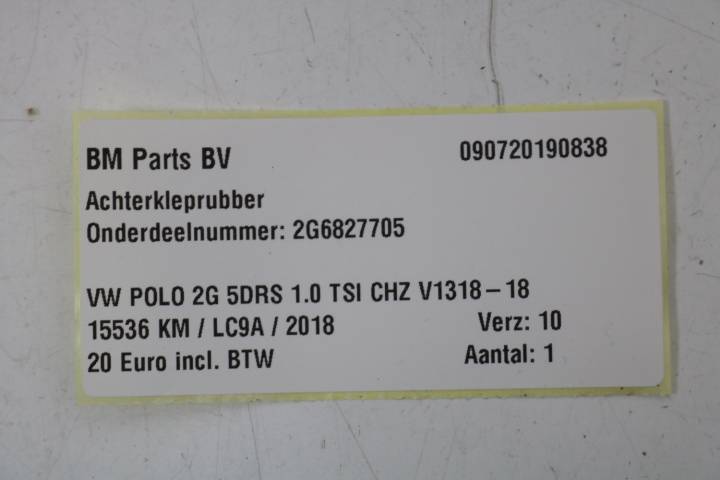 BM Parts BV 090720190838
Achterkleprubber
Onderdeelnummer: 2G6827705
VW POLO 2G 5DRS 1.0 TSI CHZ V1318-18
15536 KM / LC9A / 2018 Verz: 10
20 Euro incl. BTW Aantal: 1